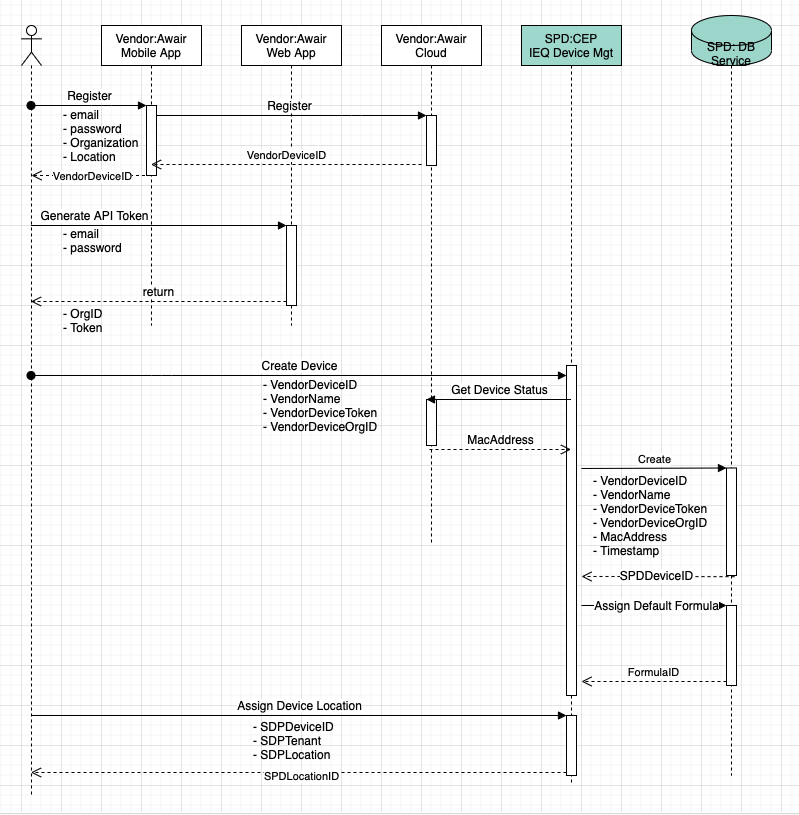 Vendor:Awair
Mobile App
Vendor:Awair
Web App
Vendor:Awair
Cloud
SPD:CEP
IEQ Device Mgt
SPD: DB
Service
Register
- email
- password
- Organization
- Location
Register
VendorDeviceID
VendorDeviceID
Generate API Token
- email
- password
return
- OrgID
- Token
Create Device
- VendorDeviceID
- VendorName
- VendorDeviceToken
- VendorDeviceOrgID
Get Device Status
MacAddress
Create
- VendorDeviceID
- VendorName
- VendorDeviceToken
- VendorDeviceOrgID
- MacAddress
- Timestamp
SPDDeviceID
Assign Default Formula
FormulaID
Assign Device Location
- SDPDeviceID
- SDPTenant
- SDPLocation
SPDLocationID